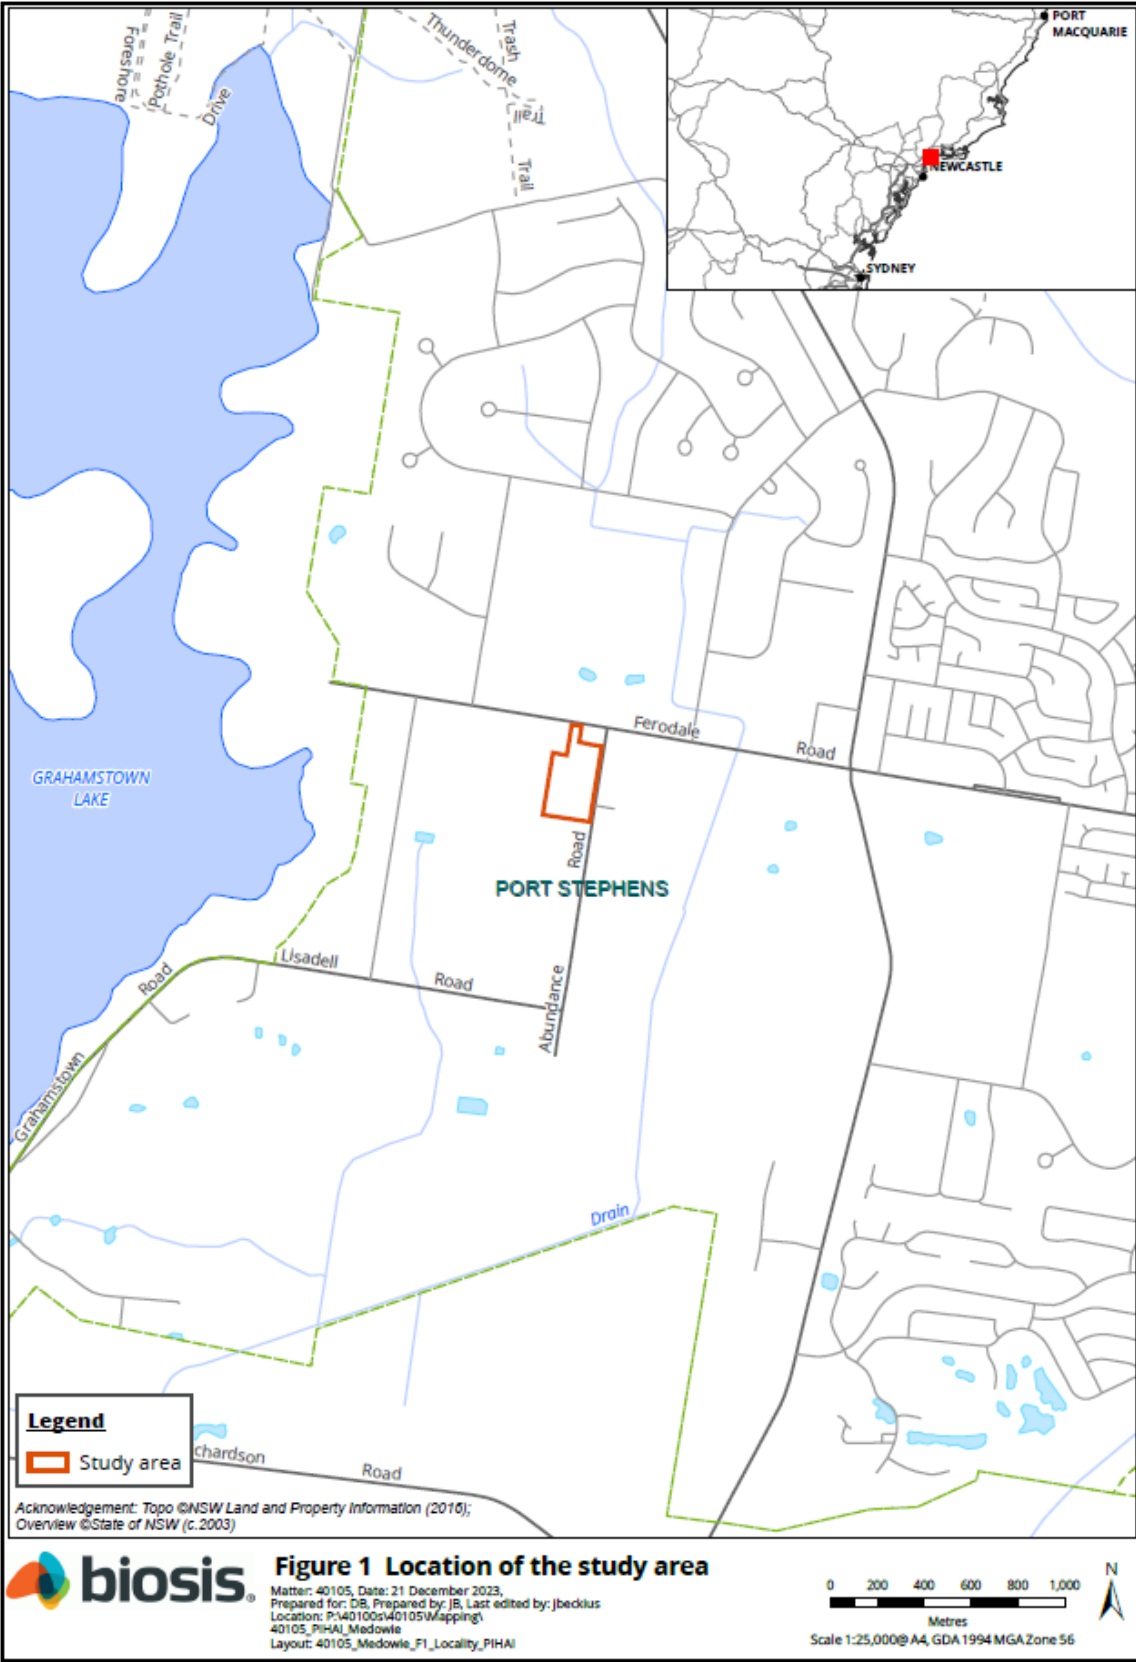 Foreshore
Pothole Trail
Drive
Thunderdome
Trail
Trash
Trail
PORT
MACQUARIE
NEWCASTLE
SYDNEY
Ferodale
Road
GRAHAMSTOWN
LAKE
Road
PORT STEPHENS
Abundance
Lisadell
Road
Road
Grahamstown
Drain
Legend
Study area
chardson
Road
Acknowledgement: Topo ©NSW Land and Property Information (2016);
Overview ©State of NSW (c.2003)
biosis.
Figure 1 Location of the study area
Matter: 40105, Date: 21 December 2023,
Prepared for: DB, Prepared by: JB, Last edited by: jbeckius
Location: P:\40100s\40105\Mapping\
40105_PIHAI_Medowie
Layout: 40105_Medowie_F1_Locality_PIHAI
0 200 400 600 800 1,000
Metres
Scale 1:25,000@ A4, GDA 1994 MGA Zone 56
N